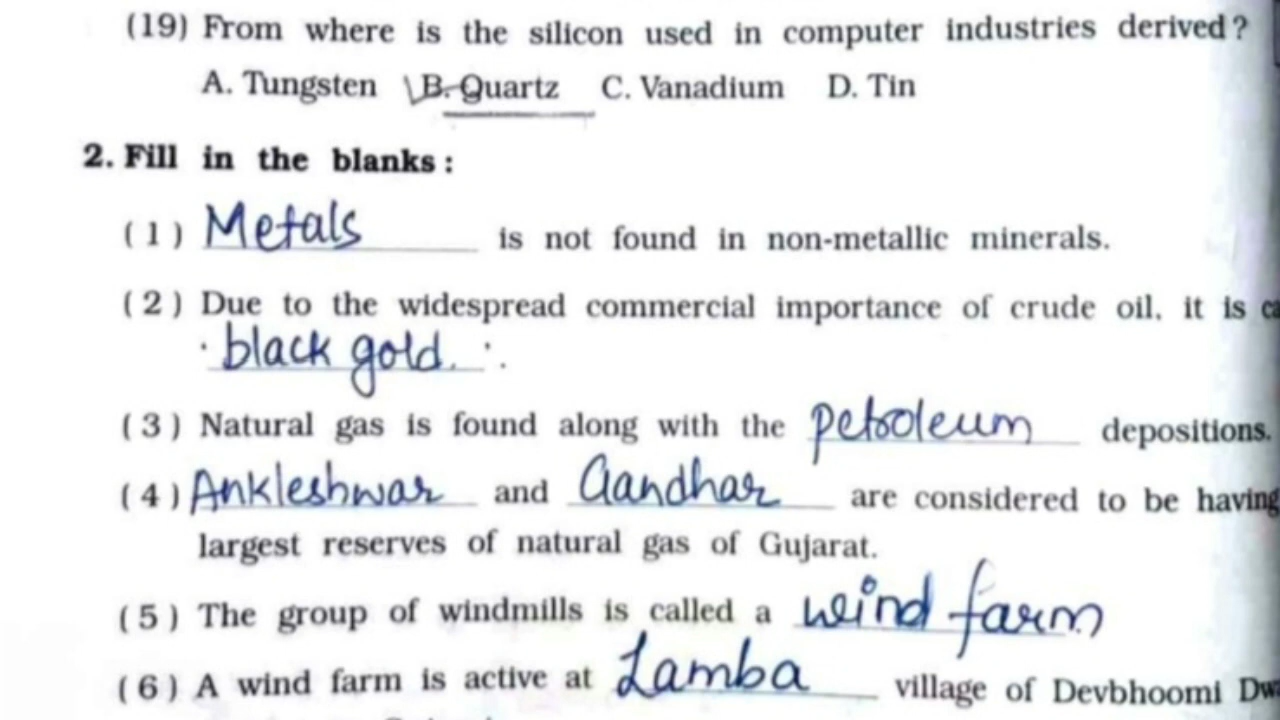 (19) From where is the silicon used in computer industries derived?
A. Tungsten B. Quartz C. Vanadium D. Tin
2. Fill in the blanks :
(1) Metals is not found in non-metallic minerals.
(2) Due to the widespread commercial importance of crude oil, it is
'black gold.'.
(3) Natural gas is found along with the petroleum depositions.
(4) Ankleshwar and Gandhar are considered to be having
largest reserves of natural gas of Gujarat.
(5) The group of windmills is called a wind farm
(6) A wind farm is active at Lamba village of Devbhoomi